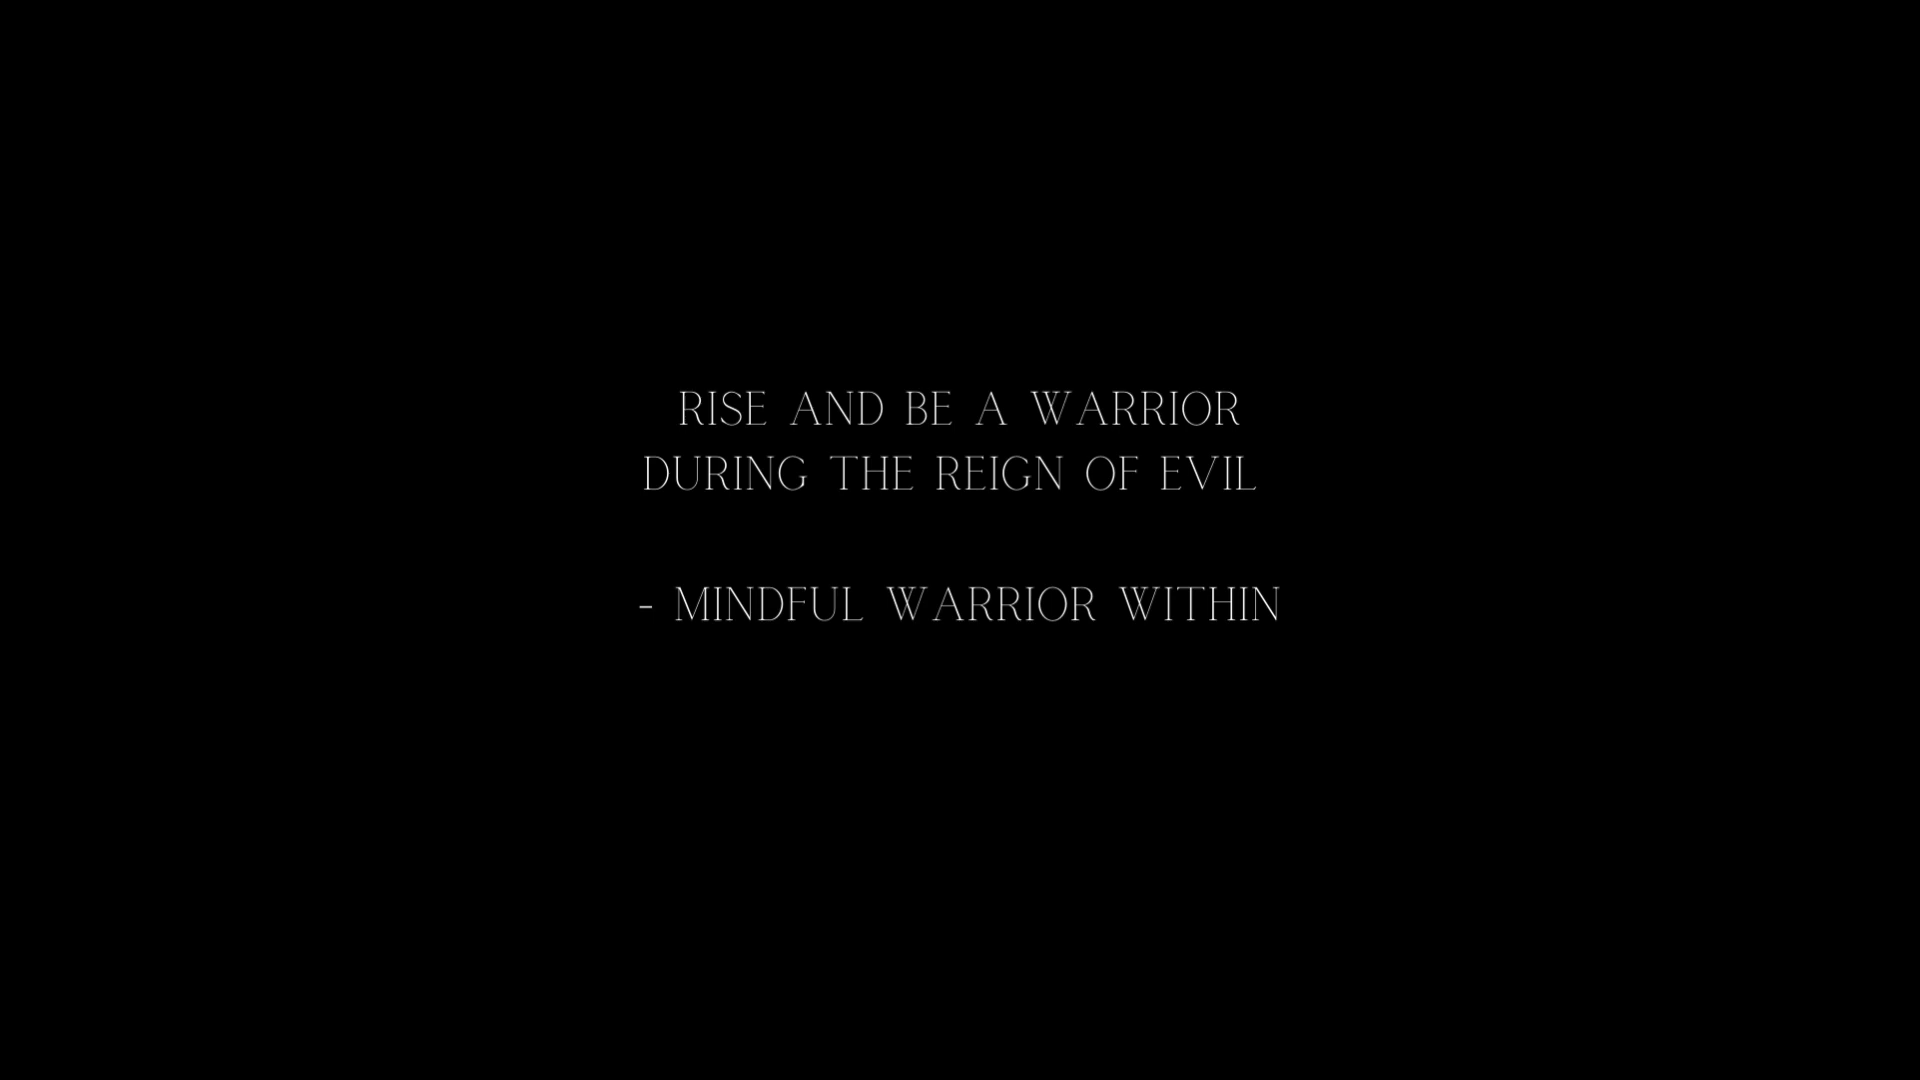 RISE AND BE A WARRIOR
DURING THE REIGN OF EVIL
- MINDFUL WARRIOR WITHIN